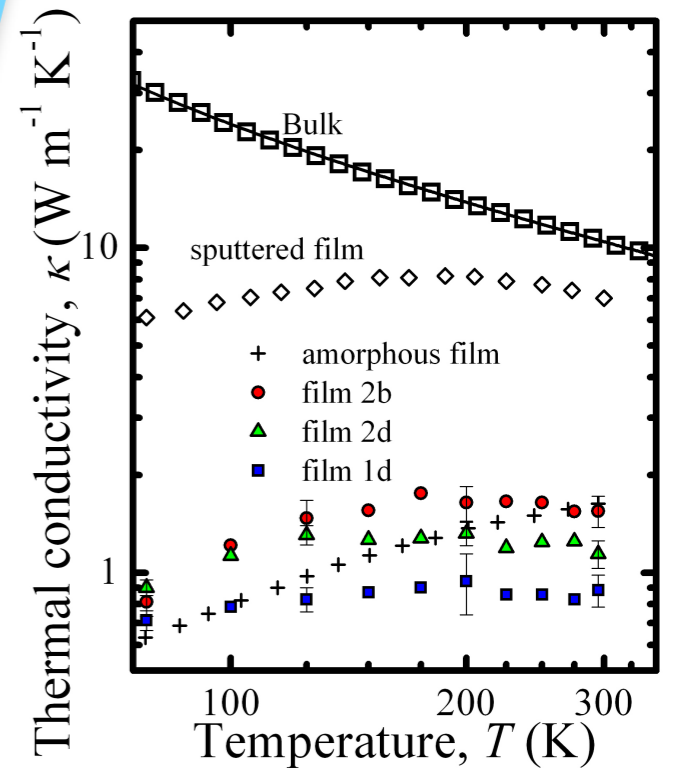 Thermal conductivity, κ (W m⁻¹ K⁻¹)
Bulk
10
sputtered film
amorphous film
film 2b
film 2d
film 1d
1
100 200 300
Temperature, T (K)